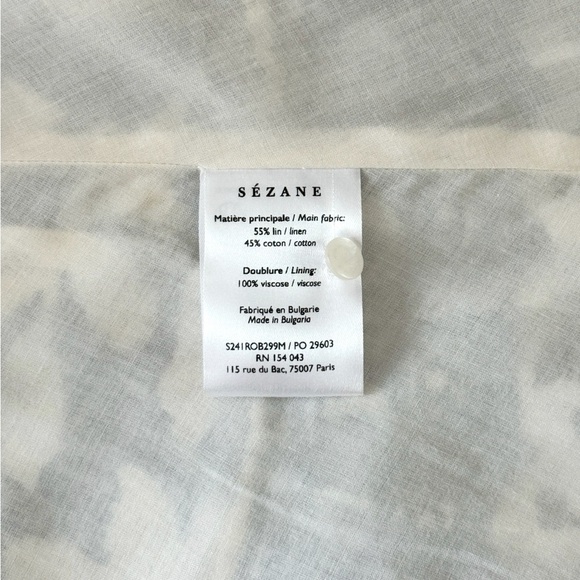 SÉZANE
Matière principale / Main fabric:
55% lin / linen
45% coton / cotton
Doublure / Lining:
100% viscose / viscose
Fabriqué en Bulgarie
Made in Bulgaria
S241ROB299M / PO 29603
RN 154 043
115 rue du Bac, 75007 Paris